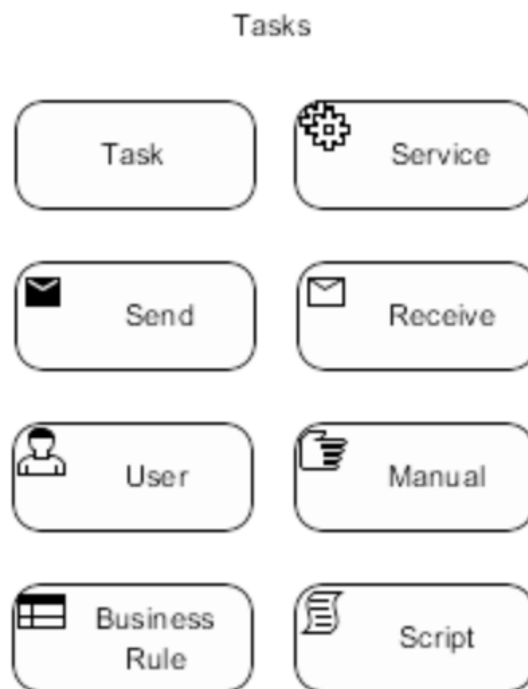 Tasks
Task
Service
Send
Receive
User
Manual
Business
Rule
Script